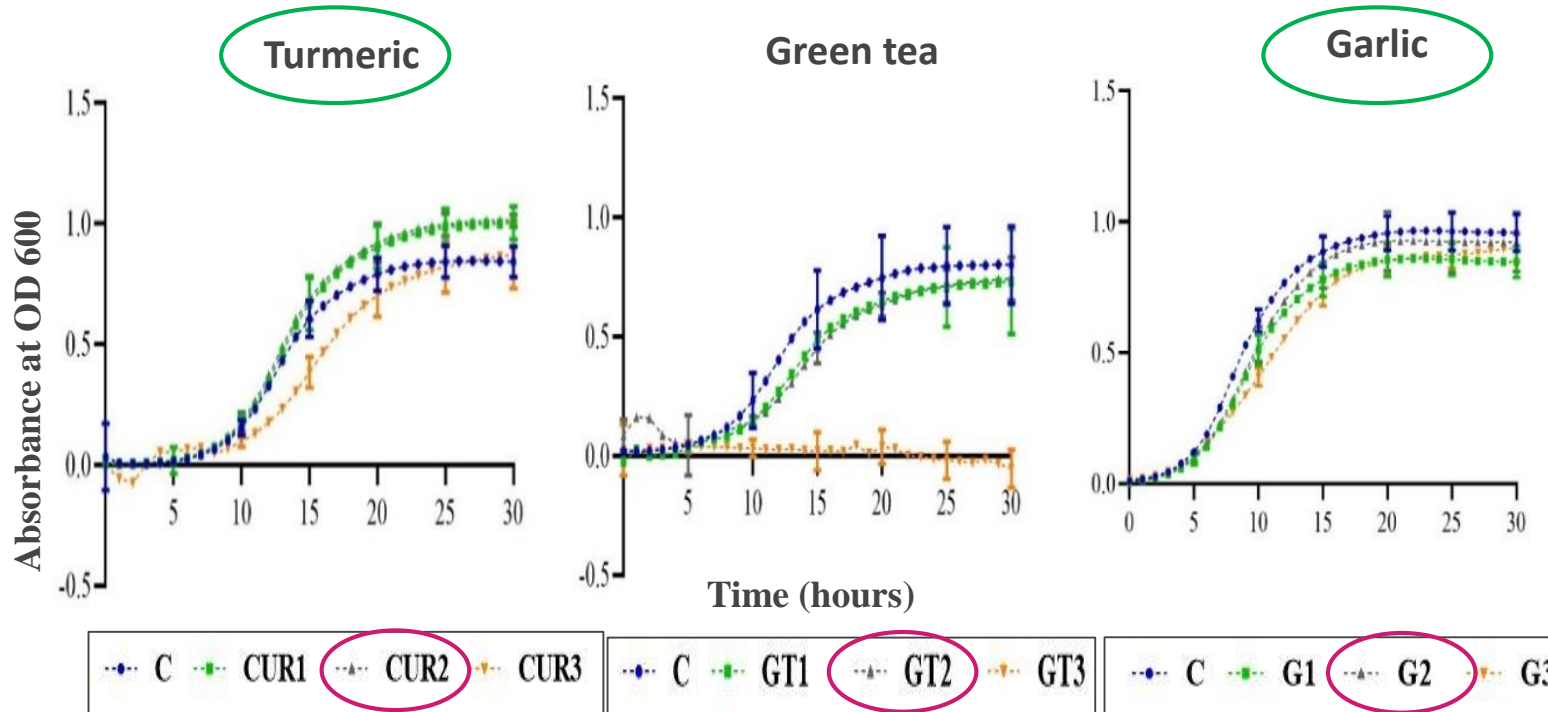 Turmeric
Green tea
Garlic
Absorbance at OD 600
1.5
1.0
0.5
0.0
-0.5
5 10 15 20 25 30
1.5
1.0
0.5
0.0
-0.5
5 10 15 20 25 30
1.5
1.0
0.5
0.0
0 5 10 15 20 25 30
Time (hours)
C CUR1 CUR2 CUR3
C GT1 GT2 GT3
C G1 G2 G3